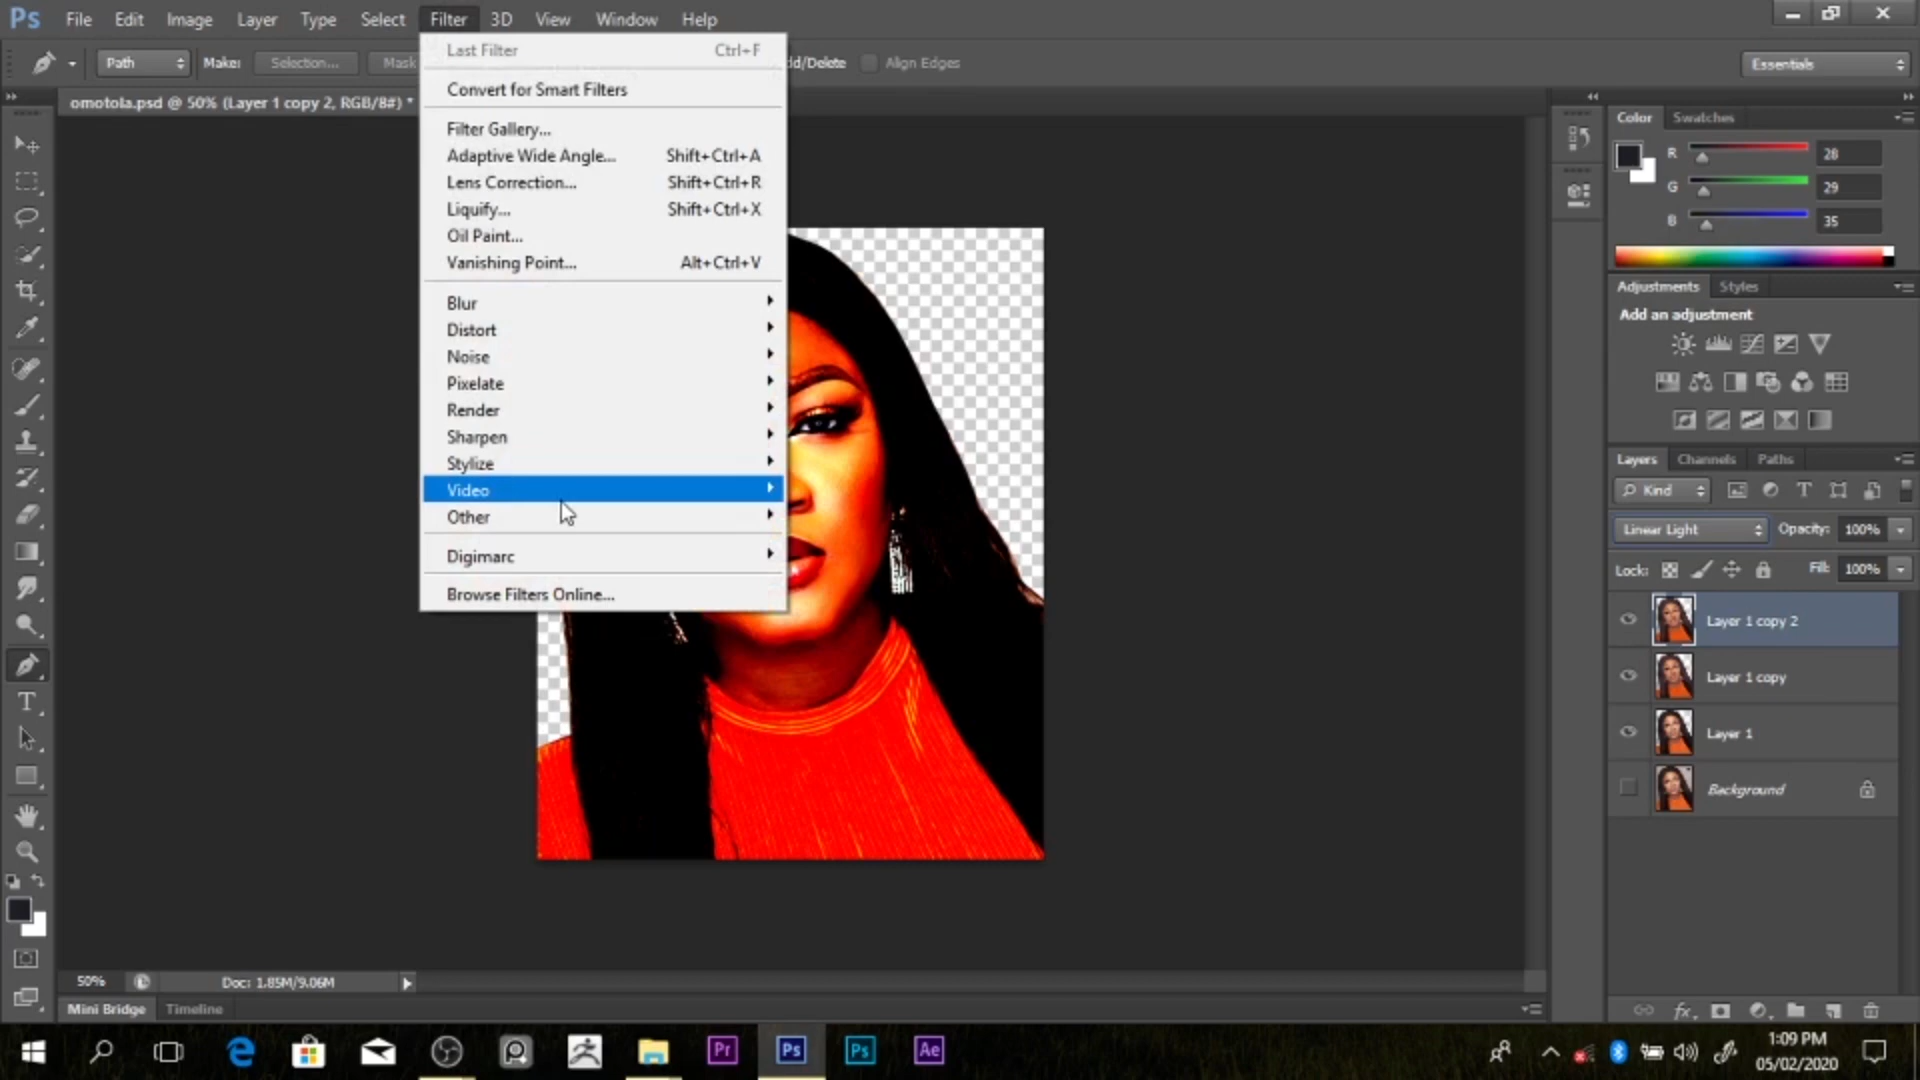 Ps File Edit Image Layer Type Select Filter 3D View Window Help
Path Make: Selection... Mask dd/Delete Align Edges Essentials
omotola.psd @ 50% (Layer 1 copy 2, RGB/8#) *
Last Filter Ctrl+F
Convert for Smart Filters
Filter Gallery...
Adaptive Wide Angle... Shift+Ctrl+A
Lens Correction... Shift+Ctrl+R
Liquify... Shift+Ctrl+X
Oil Paint...
Vanishing Point... Alt+Ctrl+V
Blur
Distort
Noise
Pixelate
Render
Sharpen
Stylize
Video
Other
Digimarc
Browse Filters Online...
Color Swatches
R 28
G 29
B 35
Adjustments Styles
Add an adjustment
Layers Channels Paths
Kind
Linear Light Opacity: 100%
Lock: Fill: 100%
Layer 1 copy 2
Layer 1 copy
Layer 1
Background
50% Doc: 1.85M/9.06M
Mini Bridge Timeline
Pr Ps Ps Ae
1:09 PM
05/02/2020